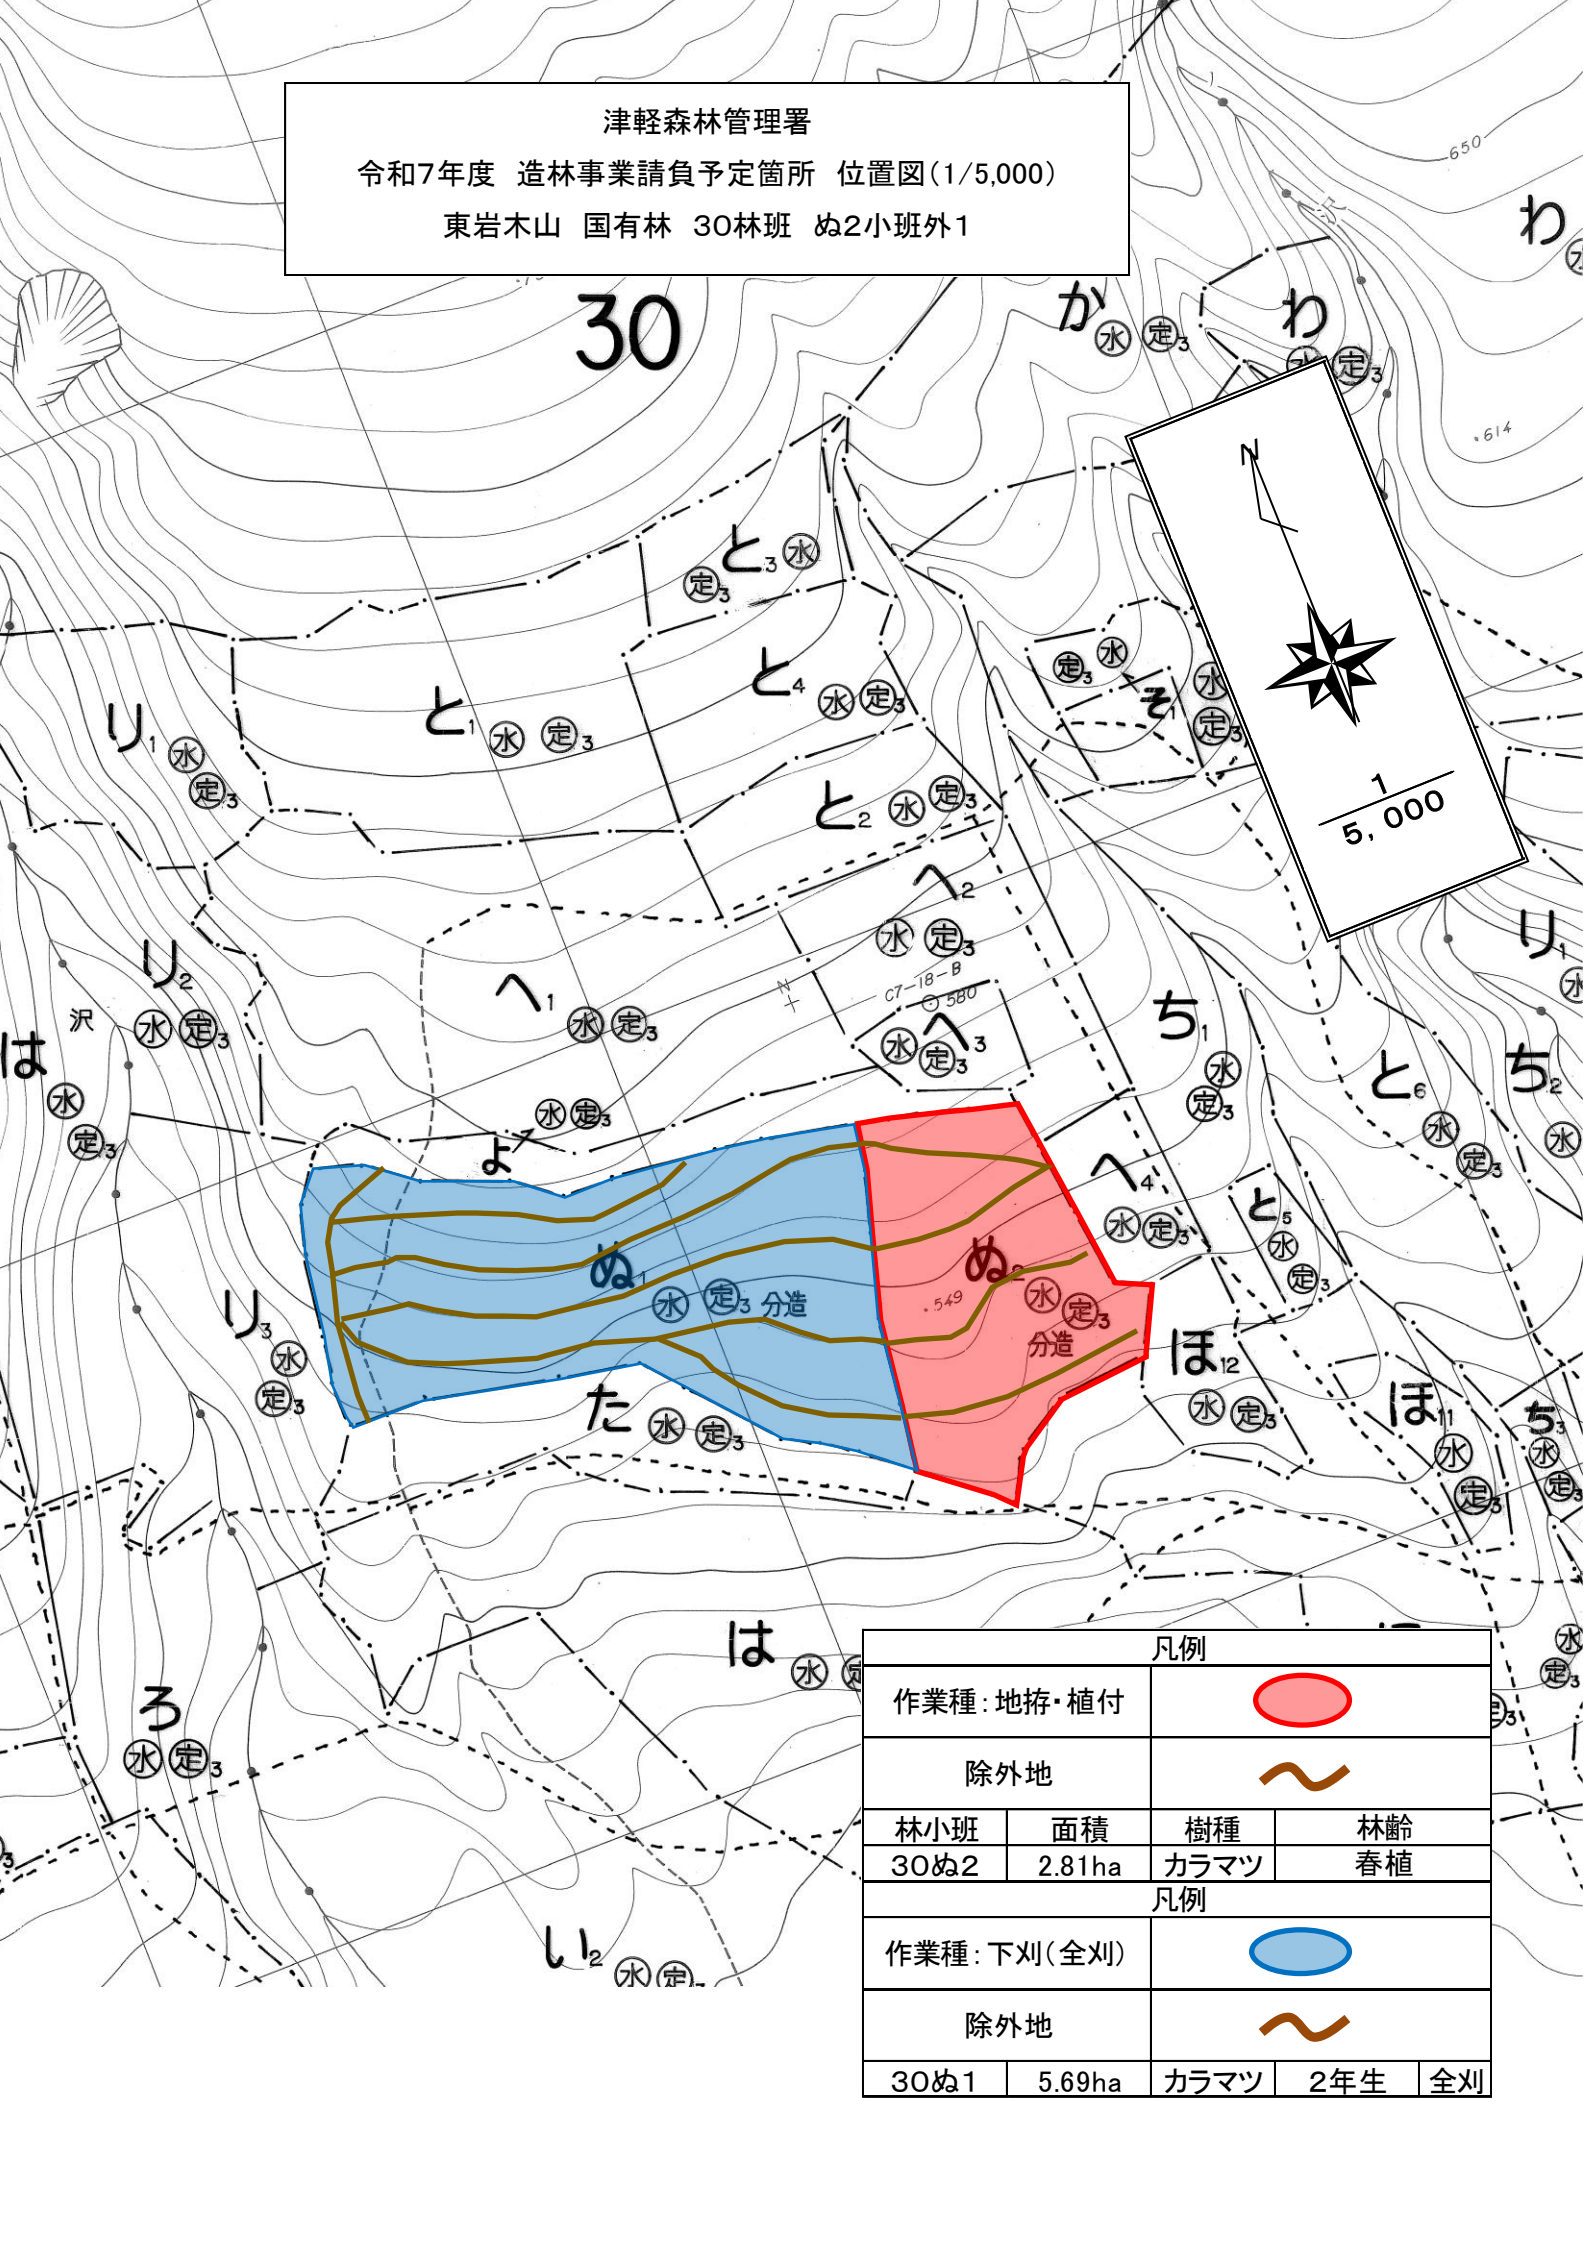 津軽森林管理署
令和7年度　造林事業請負予定箇所　位置図(1/5,000)
東岩木山　国有林　30林班　ぬ2小班外1
650
わ
水
30
か
水 定3
わ
水 定3
614
N
1
5,000
と3 水
定3
と4
水 定3
定3 水
そ1
水
定3
り1
水
定3
と1 水 定3
と2 水 定3
へ2
水 定3
り2
沢
水 定3
へ1
水 定3
C7-18-B
580
N
へ3
水 定3
ち1
水
定3
り1
は
水
定3
水 定3
よ
と6
水
定3
ち2
水
へ4
水 定3
と5
水
定3
ぬ1
水 定3 分造
ぬ2
水 定3
549
分造
り3
水
定3
た 水 定3
ほ12
水 定3
ほ11
水
定3
ち3
水
定3
は
水
水
定3
ろ
水 定3
い2
水 定
凡例
作業種：地拵・植付
除外地
林小班 面積 樹種 林齢
30ぬ2 2.81ha カラマツ 春植
凡例
作業種：下刈(全刈)
除外地
30ぬ1 5.69ha カラマツ 2年生 全刈